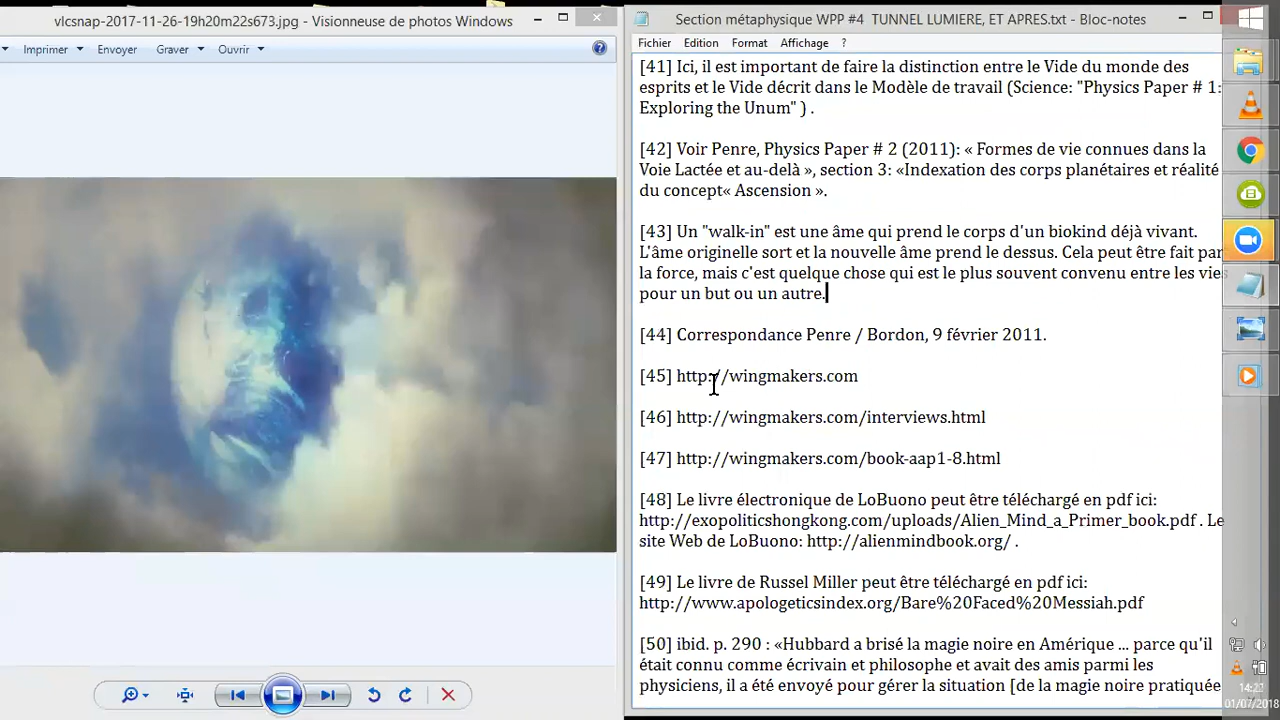 vlcsnap-2017-11-26-19h20m22s673.jpg - Visionneuse de photos Windows
Imprimer Envoyer Graver Ouvrir
Section métaphysique WPP #4 TUNNEL LUMIERE, ET APRES.txt - Bloc-notes
Fichier Edition Format Affichage ?
[41] Ici, il est important de faire la distinction entre le Vide du monde des
esprits et le Vide décrit dans le Modèle de travail (Science: "Physics Paper # 1:
Exploring the Unum" ) .
[42] Voir Penre, Physics Paper # 2 (2011): « Formes de vie connues dans la
Voie Lactée et au-delà », section 3: «Indexation des corps planétaires et réalité
du concept« Ascension ».
[43] Un "walk-in" est une âme qui prend le corps d'un biokind déjà vivant.
L'âme originelle sort et la nouvelle âme prend le dessus. Cela peut être fait par
la force, mais c'est quelque chose qui est le plus souvent convenu entre les vies
pour un but ou un autre.
[44] Correspondance Penre / Bordon, 9 février 2011.
[45] http://wingmakers.com
[46] http://wingmakers.com/interviews.html
[47] http://wingmakers.com/book-aap1-8.html
[48] Le livre électronique de LoBuono peut être téléchargé en pdf ici:
http://exopoliticshongkong.com/uploads/Alien_Mind_a_Primer_book.pdf . Le
site Web de LoBuono: http://alienmindbook.org/ .
[49] Le livre de Russel Miller peut être téléchargé en pdf ici:
http://www.apologeticsindex.org/Bare%20Faced%20Messiah.pdf
[50] ibid. p. 290 : «Hubbard a brisé la magie noire en Amérique ... parce qu'il
était connu comme écrivain et philosophe et avait des amis parmi les
physiciens, il a été envoyé pour gérer la situation [de la magie noire pratiquée
01/07/2018